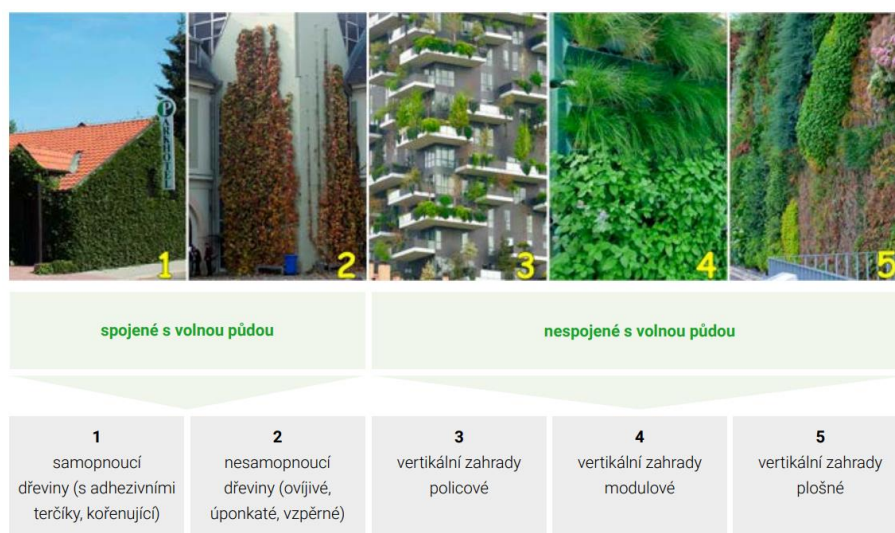 PARKHOTEL
1
2
3
4
5
spojené s volnou půdou
nespojené s volnou půdou
1
samopnoucí
dřeviny (s adhezivními
terčíky, kořenující)
2
nesamopnoucí
dřeviny (ovíjivé,
úponkaté, vzpěrné)
3
vertikální zahrady
policové
4
vertikální zahrady
modulové
5
vertikální zahrady
plošné